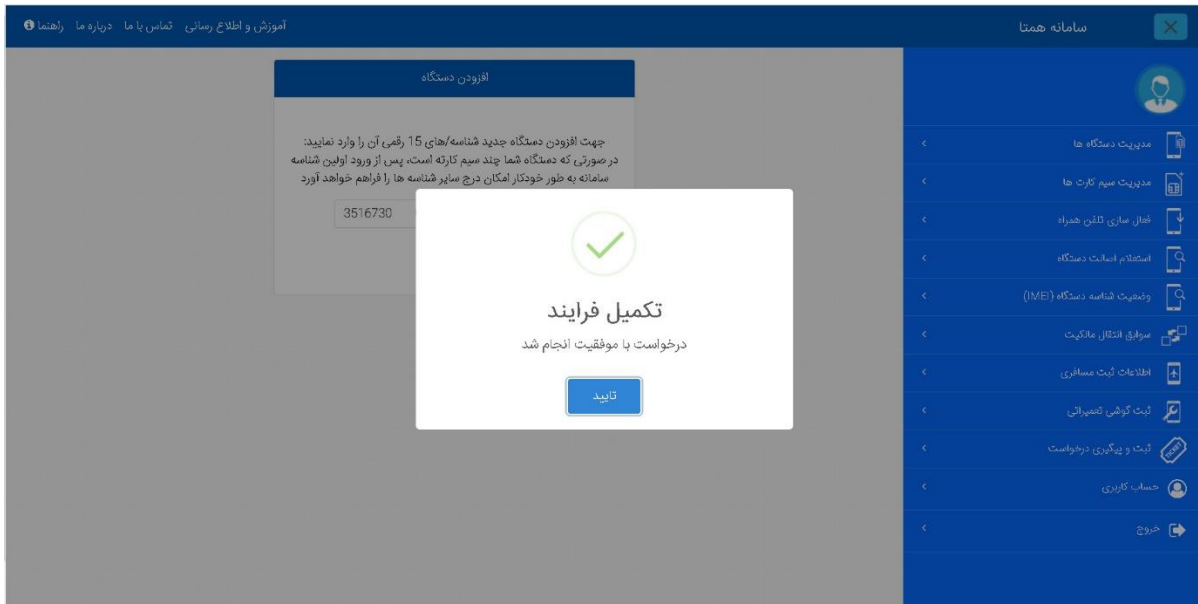 سامانه همتا
آموزش و اطلاع رسانی تماس با ما درباره ما راهنما
مدیریت دستگاه ها
مدیریت سیم کارت ها
فعال سازی تلفن همراه
استعلام اصالت دستگاه
وضعیت شناسه دستگاه (IMEI)
سوابق انتقال مالکیت
اطلاعات ثبت مسافری
ثبت گوشی تعمیراتی
ثبت و پیگیری درخواست
حساب کاربری
خروج
افزودن دستگاه
جهت افزودن دستگاه جدید شناسه/های 15 رقمی آن را وارد نمایید:
در صورتی که دستگاه شما چند سیم کارته است، پس از ورود اولین شناسه
سامانه به طور خودکار امکان درج سایر شناسه ها را فراهم خواهد آورد
3516730
تکمیل فرایند
درخواست با موفقیت انجام شد
تایید
TICKET